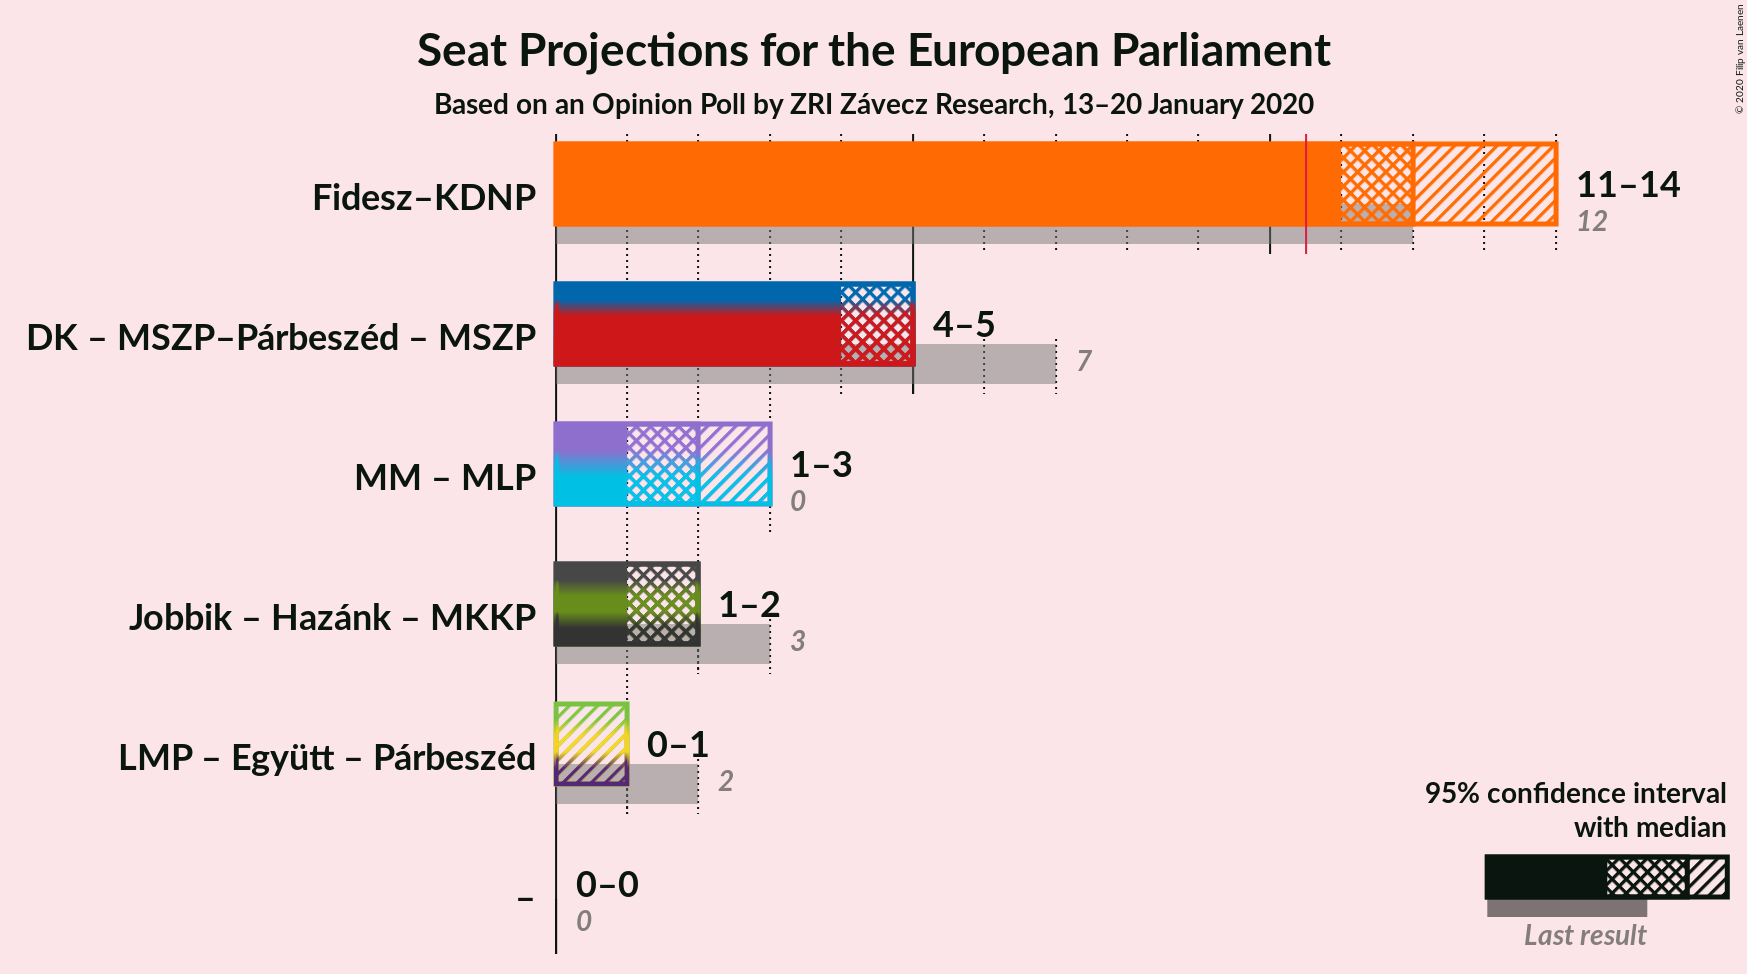 Seat Projections for the European Parliament
Based on an Opinion Poll by ZRI Závecz Research, 13–20 January 2020
© 2020 Filip van Laenen
Fidesz–KDNP
11–14
12
DK – MSZP–Párbeszéd – MSZP
4–5
7
MM – MLP
1–3
0
Jobbik – Hazánk – MKKP
1–2
3
LMP – Együtt – Párbeszéd
0–1
2
–
0–0
0
95% confidence interval
with median
Last result